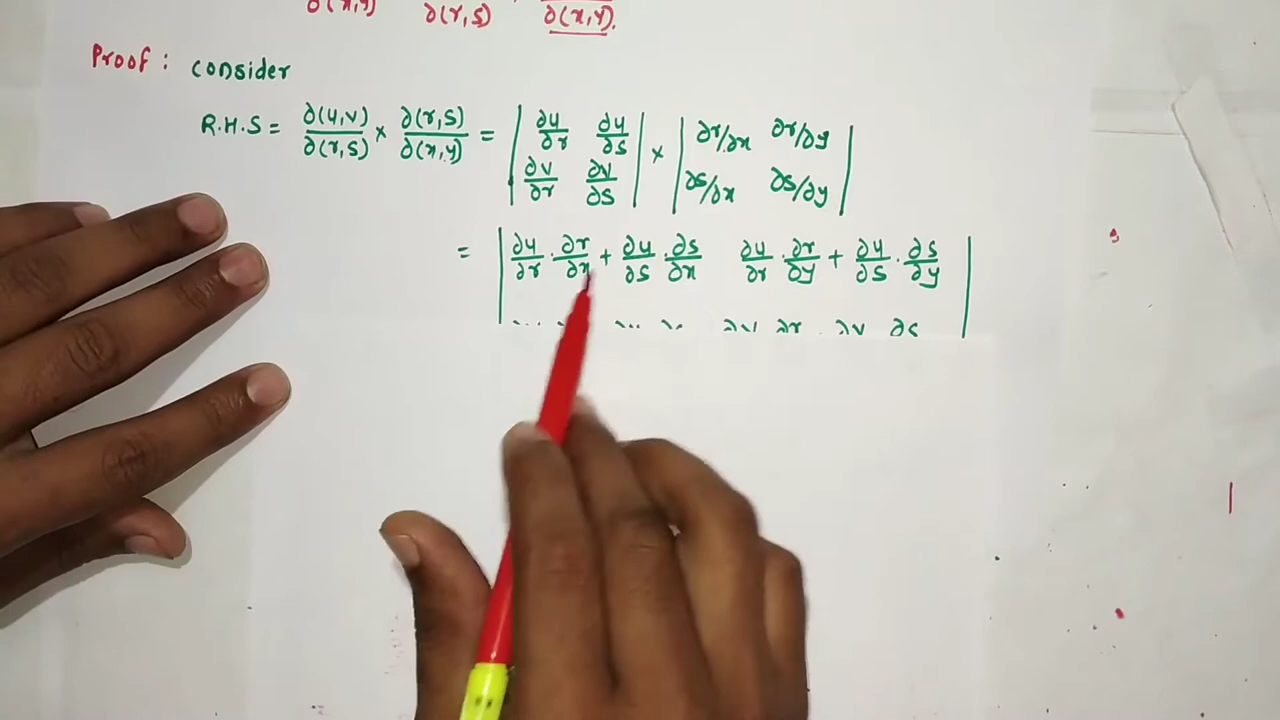 ∂(x,y) ∂(r,s) ∂(x,y).
Proof: consider
R.H.S = ∂(u,v)/∂(r,s) × ∂(r,s)/∂(x,y) = | ∂u/∂r ∂u/∂s | × | ∂r/∂x ∂r/∂y |
| ∂v/∂r ∂v/∂s | | ∂s/∂x ∂s/∂y |
= | ∂u/∂r · ∂r/∂x + ∂u/∂s · ∂s/∂x ∂u/∂r · ∂r/∂y + ∂u/∂s · ∂s/∂y |
∂v ∂r ∂v ∂s